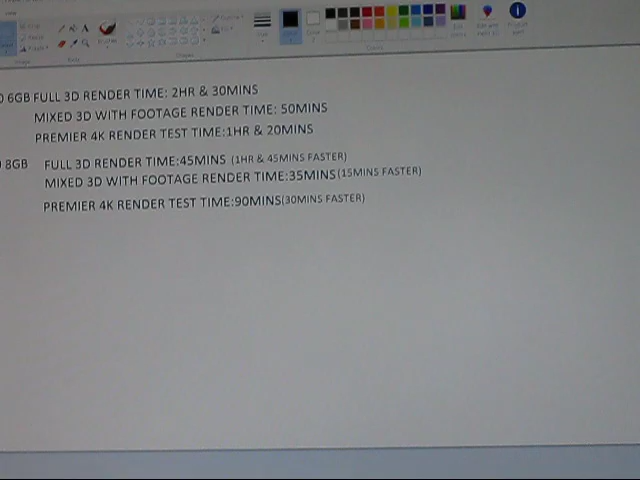 0 6GB FULL 3D RENDER TIME: 2HR & 30MINS
MIXED 3D WITH FOOTAGE RENDER TIME: 50MINS
PREMIER 4K RENDER TEST TIME:1HR & 20MINS
8GB FULL 3D RENDER TIME:45MINS (1HR & 45MINS FASTER)
MIXED 3D WITH FOOTAGE RENDER TIME:35MINS(15MINS FASTER)
PREMIER 4K RENDER TEST TIME:90MINS(30MINS FASTER)